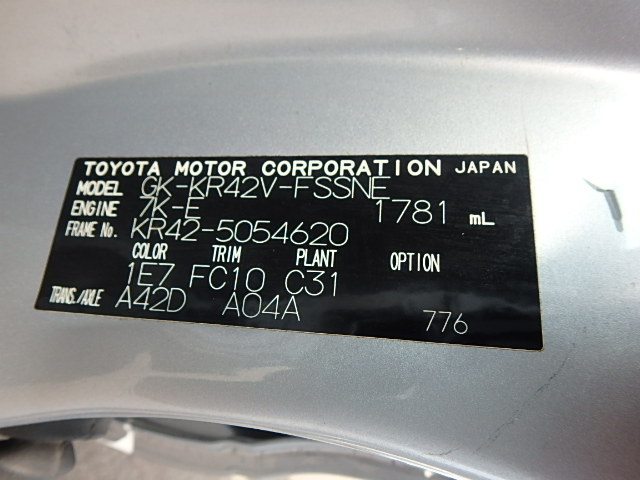 TOYOTA MOTOR CORPORATION JAPAN
MODEL GK-KR42V-FSSNE
ENGINE 7K-E 1781 mL
FRAME No. KR42-5054620
COLOR TRIM PLANT OPTION
1E7 FC10 C31
TRANS./AXLE A42D A04A
776